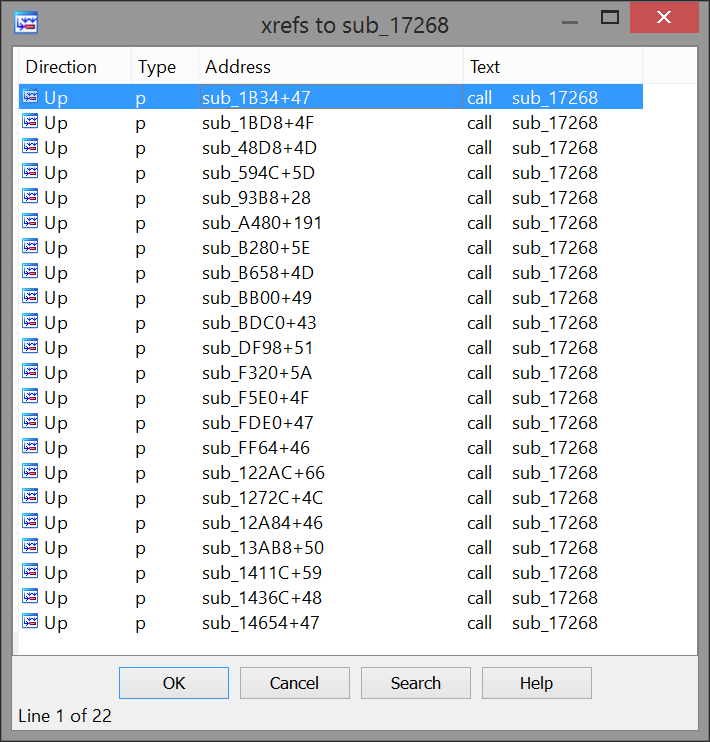 xrefs to sub_17268
Direction Type Address Text
Up p sub_1B34+47 call sub_17268
Up p sub_1BD8+4F call sub_17268
Up p sub_48D8+4D call sub_17268
Up p sub_594C+5D call sub_17268
Up p sub_93B8+28 call sub_17268
Up p sub_A480+191 call sub_17268
Up p sub_B280+5E call sub_17268
Up p sub_B658+4D call sub_17268
Up p sub_BB00+49 call sub_17268
Up p sub_BDC0+43 call sub_17268
Up p sub_DF98+51 call sub_17268
Up p sub_F320+5A call sub_17268
Up p sub_F5E0+4F call sub_17268
Up p sub_FDE0+47 call sub_17268
Up p sub_FF64+46 call sub_17268
Up p sub_122AC+66 call sub_17268
Up p sub_1272C+4C call sub_17268
Up p sub_12A84+46 call sub_17268
Up p sub_13AB8+50 call sub_17268
Up p sub_1411C+59 call sub_17268
Up p sub_1436C+48 call sub_17268
Up p sub_14654+47 call sub_17268
OK Cancel Search Help
Line 1 of 22